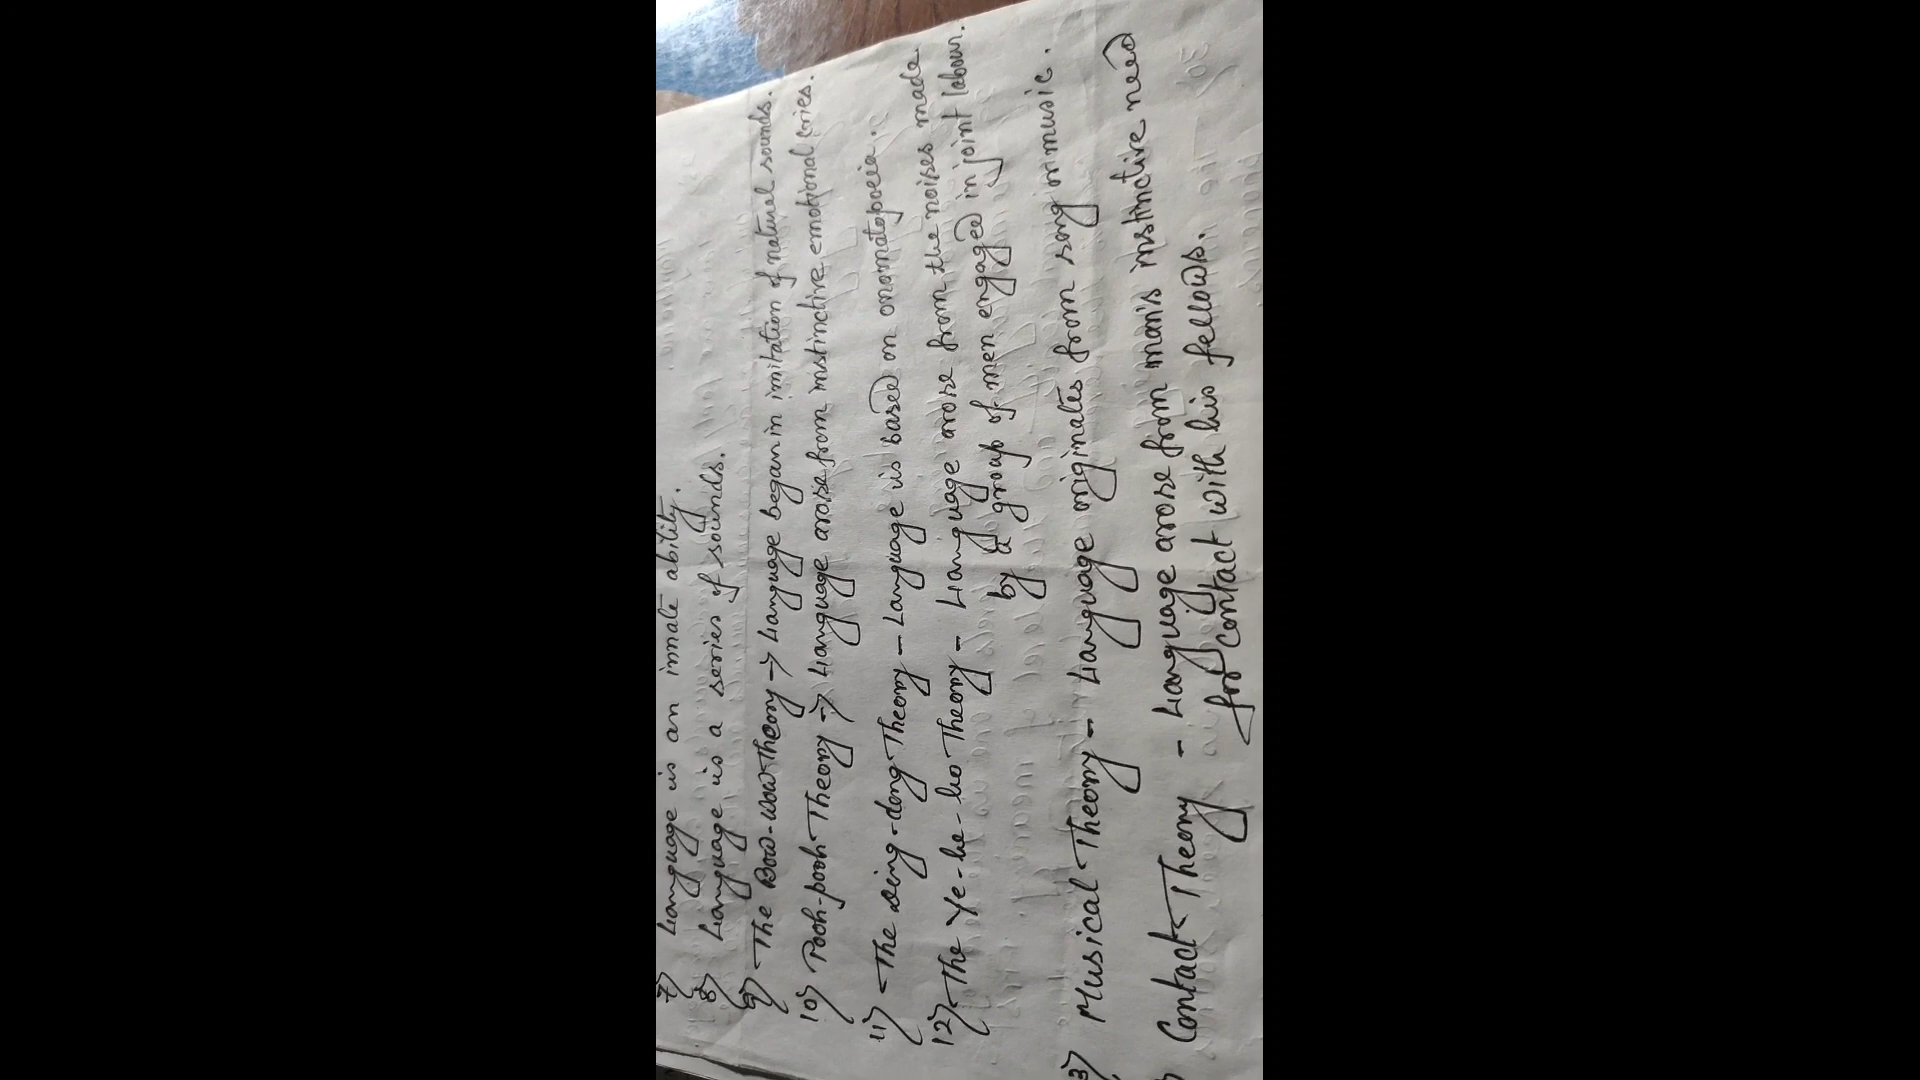 7) Language is an innate ability.
8) Language is a series of sounds.
9) The Bow-wow Theory → Language began in imitation of natural sounds.
10) Pooh-pooh Theory → Language arose from instinctive emotional cries.
11) The ding-dong Theory - Language is based on onomatopoeia.
12) The Ye-he-ho Theory - Language arose from the noises made
by a group of men engaged in joint labour.
3) Musical Theory - Language originates from song or music.
) Contact Theory - Language arose from man's instinctive need
for contact with his fellows.